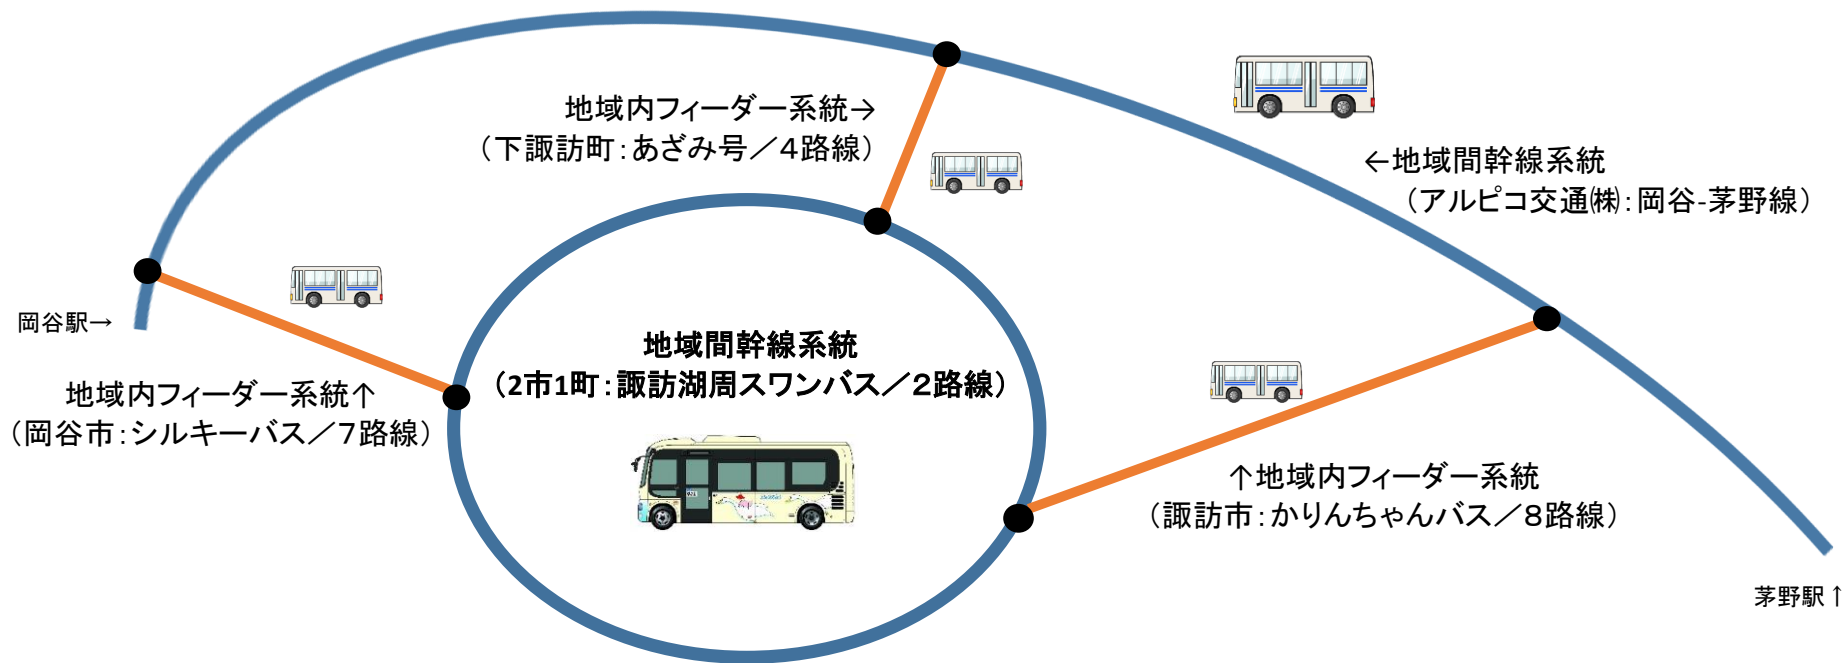 地域内フィーダー系統→
（下諏訪町：あざみ号／４路線）
←地域間幹線系統
（アルピコ交通㈱：岡谷-茅野線）
岡谷駅→
地域間幹線系統
（2市1町：諏訪湖周スワンバス／２路線）
地域内フィーダー系統↑
（岡谷市：シルキーバス／７路線）
↑地域内フィーダー系統
（諏訪市：かりんちゃんバス／８路線）
茅野駅↑